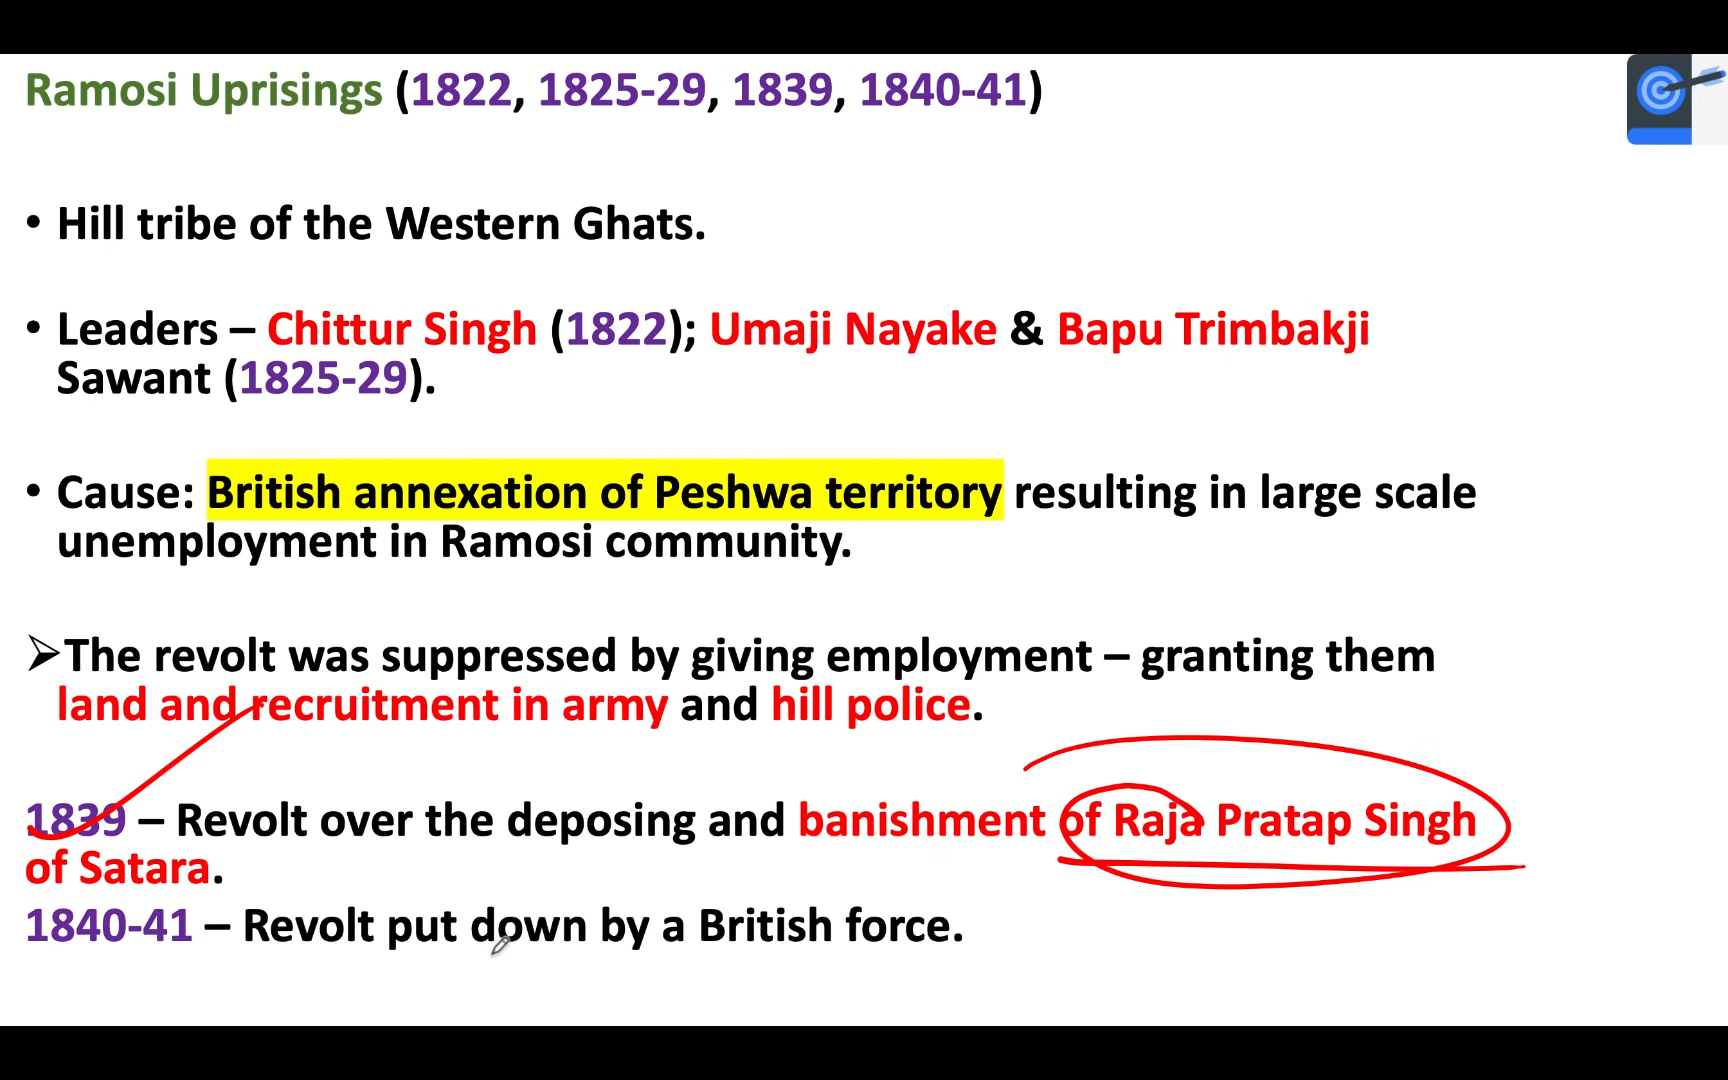 Ramosi Uprisings (1822, 1825-29, 1839, 1840-41)
• Hill tribe of the Western Ghats.
• Leaders – Chittur Singh (1822); Umaji Nayake & Bapu Trimbakji
Sawant (1825-29).
• Cause: British annexation of Peshwa territory resulting in large scale
unemployment in Ramosi community.
➢The revolt was suppressed by giving employment – granting them
land and recruitment in army and hill police.
1839 – Revolt over the deposing and banishment of Raja Pratap Singh
of Satara.
1840-41 – Revolt put down by a British force.